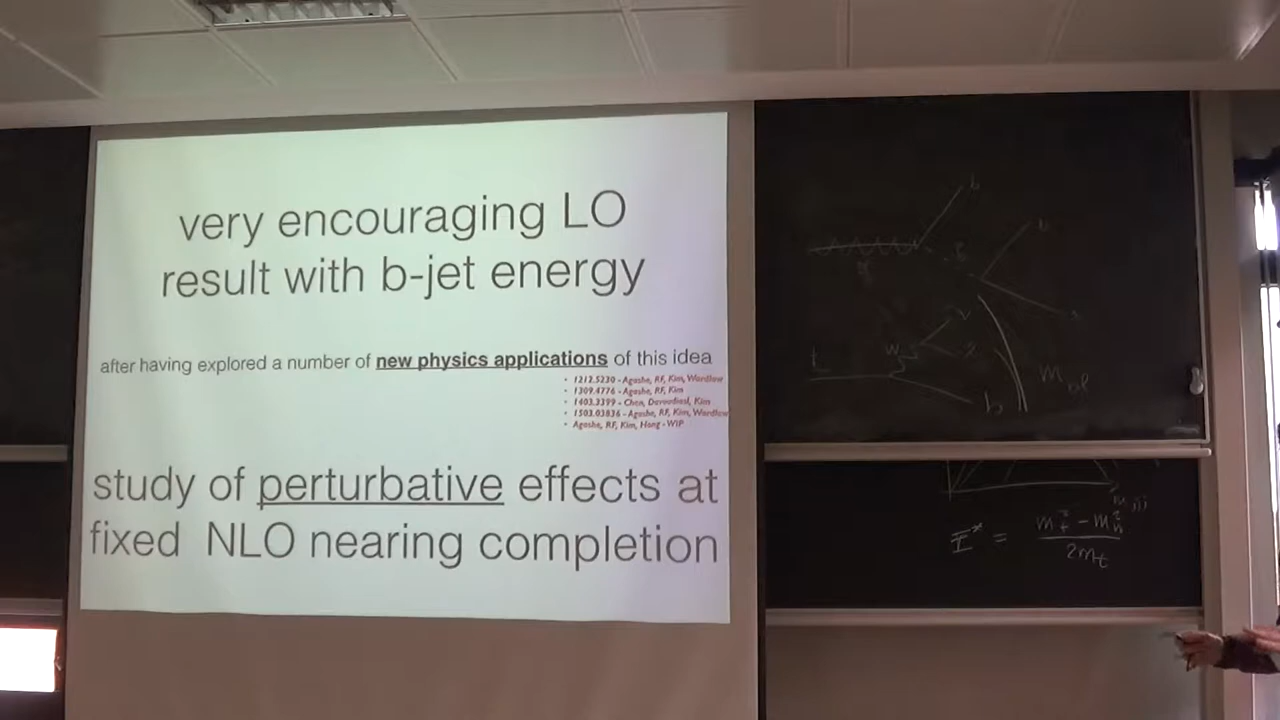 very encouraging LO
result with b-jet energy
after having explored a number of new physics applications of this idea
• 1212.5230 - Agashe, RF, Kim, Wardlow
• 1309.4776 - Agashe, RF, Kim
• 1403.3399 - Chen, Davoudiasl, Kim
• 1503.03836 - Agashe, RF, Kim, Wardlow
• Agashe, RF, Kim, Hong - WIP
study of perturbative effects at
fixed NLO nearing completion
b
t
W
ν
b
m_bl
E* = (m_t² - m_W²) / 2m_t